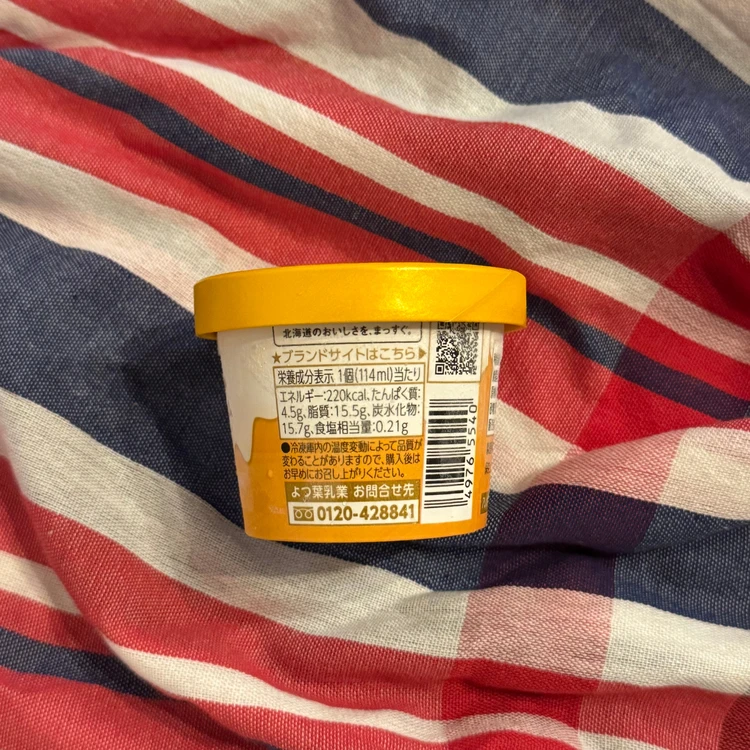 北海道のおいしさを、まっすぐ。
★ブランドサイトはこちら▶
栄養成分表示 1個(114ml)当たり
エネルギー:220kcal、たんぱく質:
4.5g、脂質:15.5g、炭水化物:
15.7g、食塩相当量:0.21g
●冷凍庫内の温度変動によって品質が
変わることがありますので、購入後は
お早めにお召し上がりください。
よつ葉乳業 お問合せ先
0120-428841
4976 5540